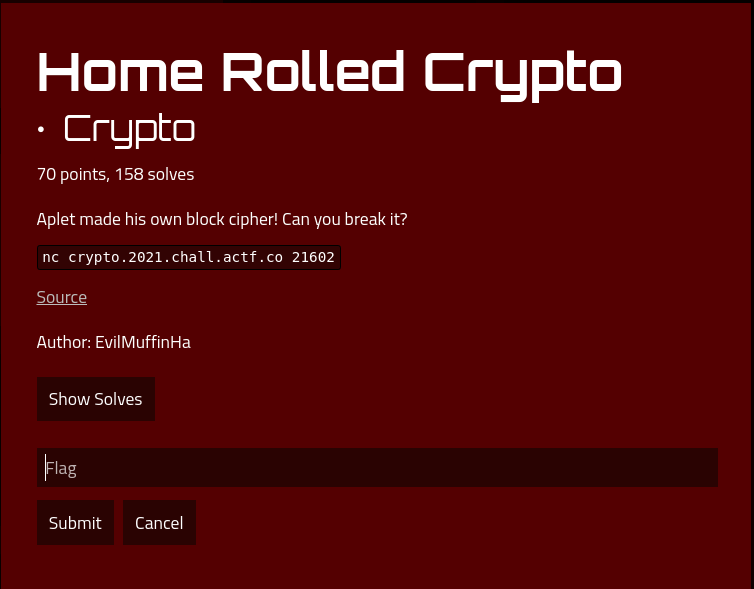 Home Rolled Crypto
• Crypto
70 points, 158 solves
Aplet made his own block cipher! Can you break it?
nc crypto.2021.chall.actf.co 21602
Source
Author: EvilMuffinHa
Show Solves
Flag
Submit Cancel